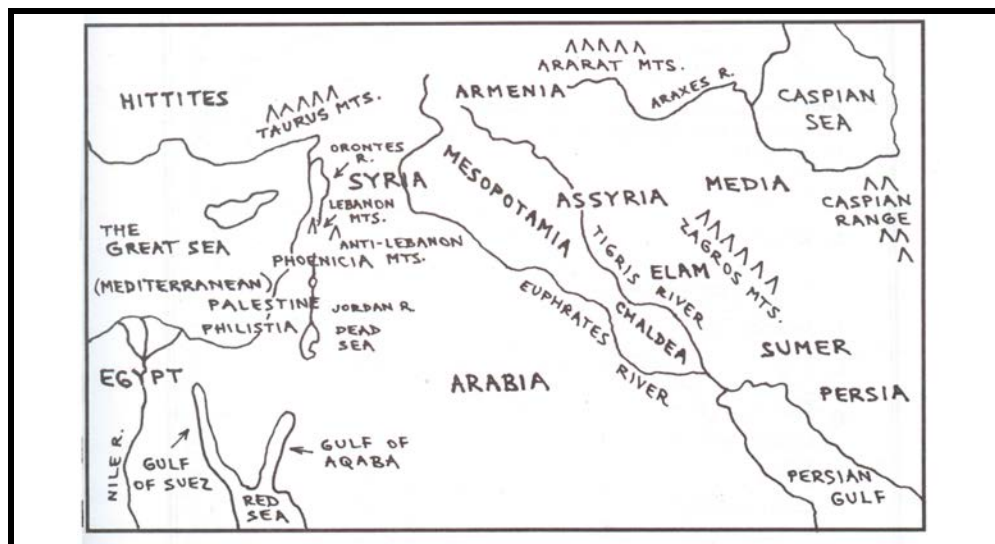 HITTITES
TAURUS MTS.
ARARAT MTS.
ARMENIA
ARAXES R.
CASPIAN
SEA
ORONTES
R.
SYRIA
MESOPOTAMIA
ASSYRIA
MEDIA
CASPIAN
RANGE
LEBANON
MTS.
ANTI-LEBANON
MTS.
THE
GREAT SEA
(MEDITERRANEAN)
PHOENICIA
PALESTINE
PHILISTIA
JORDAN R.
DEAD
SEA
TIGRIS
RIVER
ELAM
ZAGROS MTS.
EUPHRATES
RIVER
CHALDEA
SUMER
PERSIA
EGYPT
ARABIA
NILE R.
GULF
OF SUEZ
RED
SEA
GULF OF
AQABA
PERSIAN
GULF